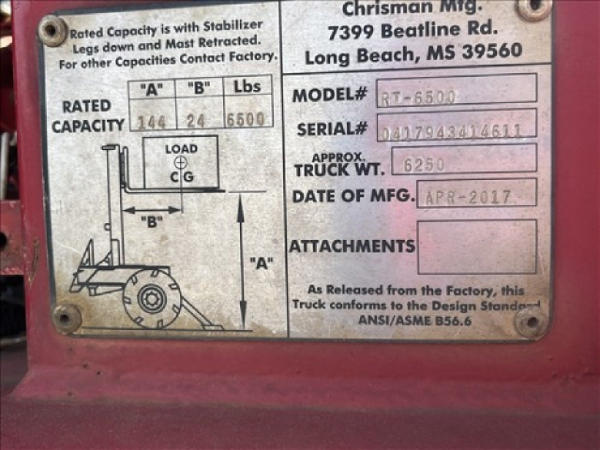 Rated Capacity is with Stabilizer
Legs down and Mast Retracted.
For other Capacities Contact Factory.
"A" "B" Lbs
RATED
CAPACITY 144 24 6500
LOAD
CG
"B"
"A"
Chrisman Mfg.
7399 Beatline Rd.
Long Beach, MS 39560
MODEL# RT-6500
SERIAL# 0417943414611
APPROX.
TRUCK WT. 6250
DATE OF MFG. APR-2017
ATTACHMENTS
As Released from the Factory, this
Truck conforms to the Design Standard
ANSI/ASME B56.6